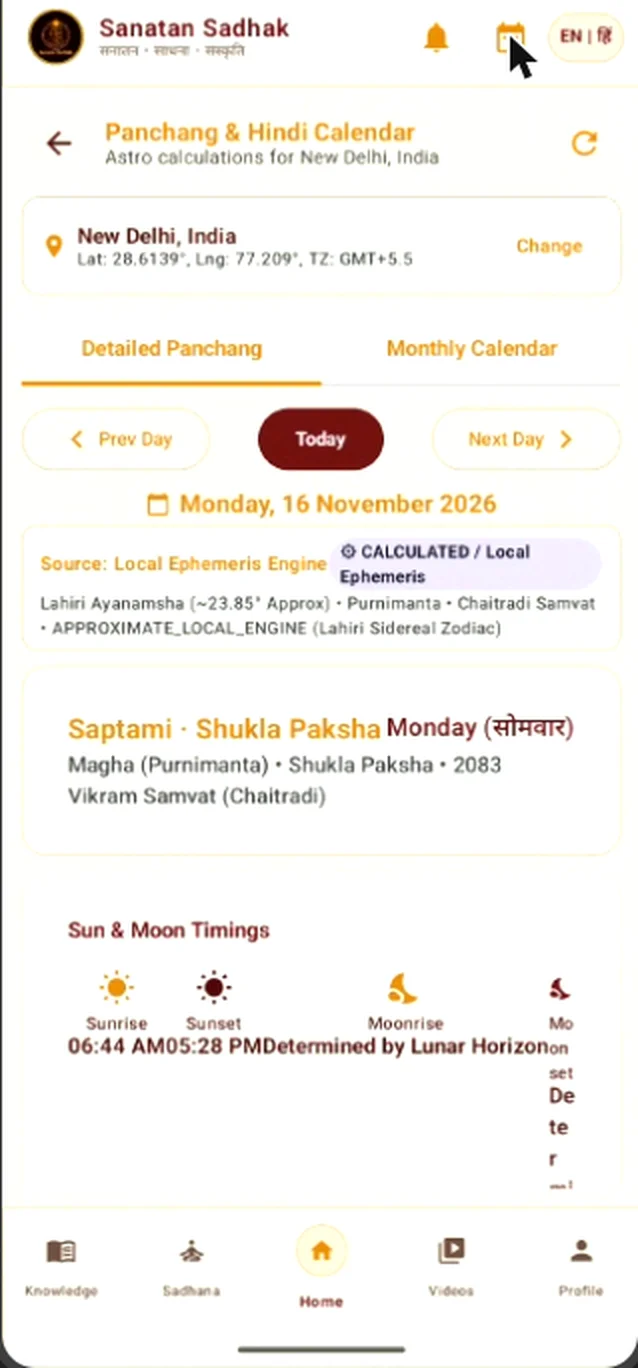 Sanatan Sadhak
सनातन • साधना • संस्कृति
EN | हिं
Panchang & Hindi Calendar
Astro calculations for New Delhi, India
New Delhi, India
Lat: 28.6139°, Lng: 77.209°, TZ: GMT+5.5
Change
Detailed Panchang
Monthly Calendar
Prev Day
Today
Next Day
Monday, 16 November 2026
Source: Local Ephemeris Engine
CALCULATED / Local
Ephemeris
Lahiri Ayanamsha (~23.85° Approx) • Purnimanta • Chaitradi Samvat
• APPROXIMATE_LOCAL_ENGINE (Lahiri Sidereal Zodiac)
Saptami · Shukla Paksha
Monday (सोमवार)
Magha (Purnimanta) • Shukla Paksha • 2083
Vikram Samvat (Chaitradi)
Sun & Moon Timings
Sunrise
06:44 AM
Sunset
05:28 PM
Moonrise
Determined by Lunar Horizon
Mo
on
set
De
te
r
Knowledge
Sadhana
Home
Videos
Profile